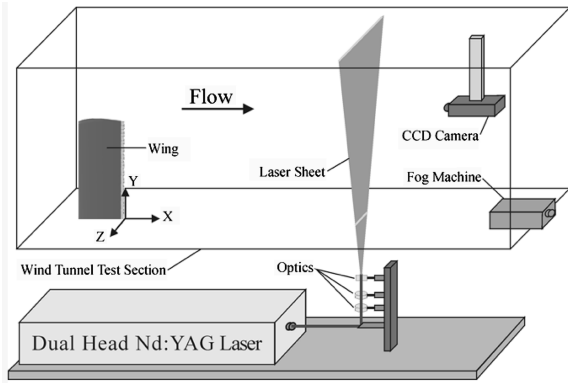 Flow
CCD Camera
Wing
Laser Sheet
Fog Machine
Y
X
Z
Wind Tunnel Test Section
Optics
Dual Head Nd:YAG Laser